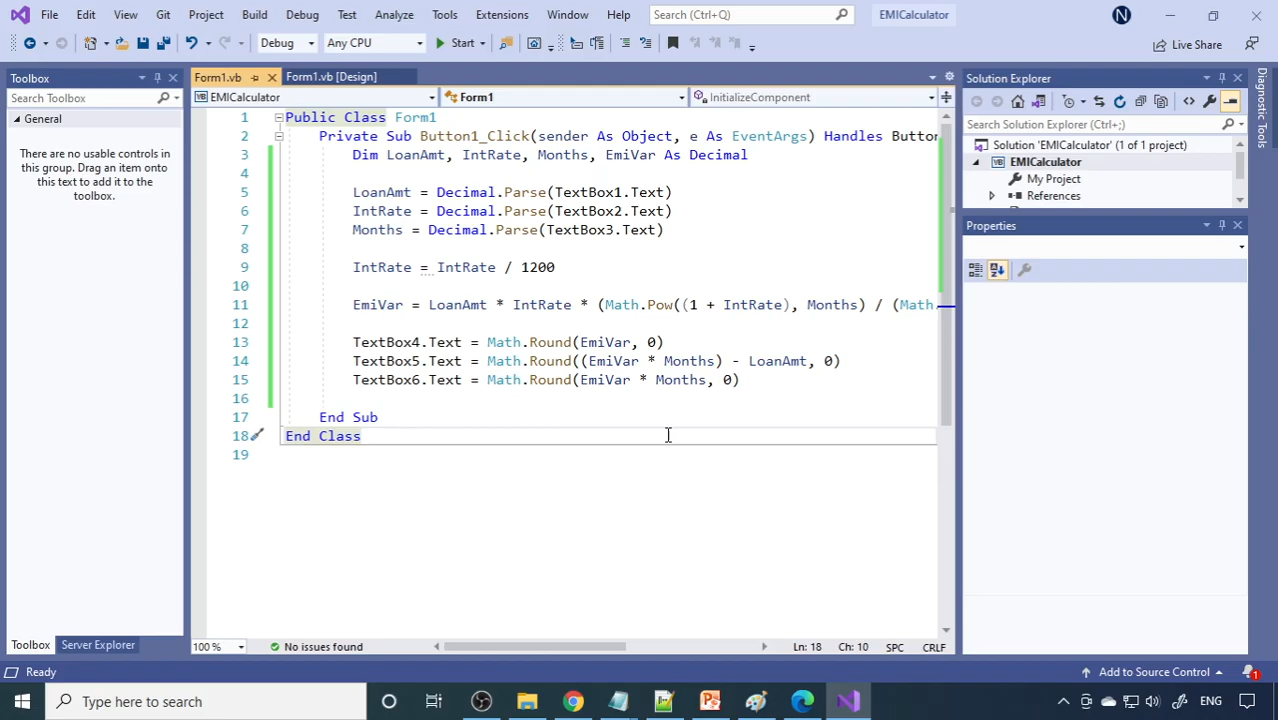 File Edit View Git Project Build Debug Test Analyze Tools Extensions Window Help Search (Ctrl+Q) EMICalculator N
Debug Any CPU Start Live Share
Toolbox
Search Toolbox
General
There are no usable controls in
this group. Drag an item onto
this text to add it to the
toolbox.
Toolbox Server Explorer
Form1.vb Form1.vb [Design]
EMICalculator Form1 InitializeComponent
1 Public Class Form1
2 Private Sub Button1_Click(sender As Object, e As EventArgs) Handles Button
3 Dim LoanAmt, IntRate, Months, EmiVar As Decimal
4
5 LoanAmt = Decimal.Parse(TextBox1.Text)
6 IntRate = Decimal.Parse(TextBox2.Text)
7 Months = Decimal.Parse(TextBox3.Text)
8
9 IntRate = IntRate / 1200
10
11 EmiVar = LoanAmt * IntRate * (Math.Pow((1 + IntRate), Months) / (Math.
12
13 TextBox4.Text = Math.Round(EmiVar, 0)
14 TextBox5.Text = Math.Round((EmiVar * Months) - LoanAmt, 0)
15 TextBox6.Text = Math.Round(EmiVar * Months, 0)
16
17 End Sub
18 End Class
19
100 % No issues found Ln: 18 Ch: 10 SPC CRLF
Solution Explorer
Search Solution Explorer (Ctrl+;)
Solution 'EMICalculator' (1 of 1 project)
EMICalculator
My Project
References
Properties
Diagnostic Tools
Ready Add to Source Control 1
Type here to search ENG